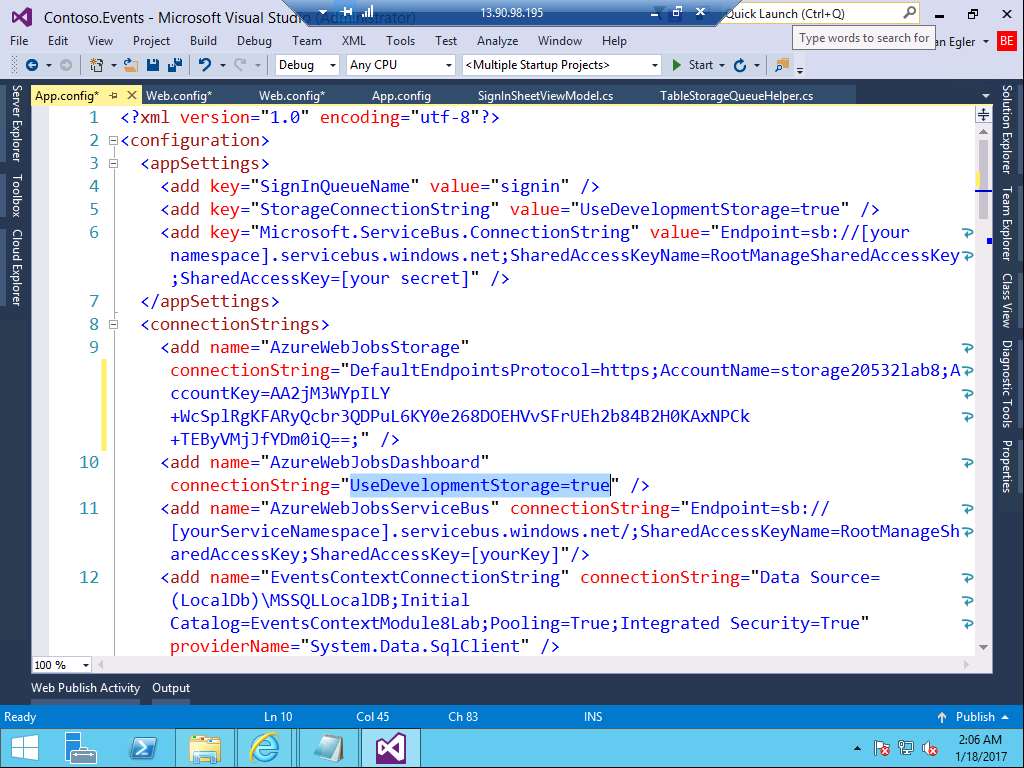 Contoso.Events - Microsoft Visual Studio (Administrator)
13.90.98.195
Quick Launch (Ctrl+Q)
File Edit View Project Build Debug Team XML Tools Test Analyze Window Help
Type words to search for
an Egler
BE
Debug Any CPU <Multiple Startup Projects> Start
App.config* Web.config* Web.config* App.config SignInSheetViewModel.cs TableStorageQueueHelper.cs
Server Explorer
Toolbox
Cloud Explorer
1 <?xml version="1.0" encoding="utf-8"?>
2 <configuration>
3 <appSettings>
4 <add key="SignInQueueName" value="signin" />
5 <add key="StorageConnectionString" value="UseDevelopmentStorage=true" />
6 <add key="Microsoft.ServiceBus.ConnectionString" value="Endpoint=sb://[your
namespace].servicebus.windows.net;SharedAccessKeyName=RootManageSharedAccessKey
;SharedAccessKey=[your secret]" />
7 </appSettings>
8 <connectionStrings>
9 <add name="AzureWebJobsStorage"
connectionString="DefaultEndpointsProtocol=https;AccountName=storage20532lab8;A
ccountKey=AA2jM3WYpILY
+WcSplRgKFARyQcbr3QDPuL6KY0e268DOEHVvSFrUEh2b84B2H0KAxNPCk
+TEByVMjJfYDm0iQ==;" />
10 <add name="AzureWebJobsDashboard"
connectionString="UseDevelopmentStorage=true" />
11 <add name="AzureWebJobsServiceBus" connectionString="Endpoint=sb://
[yourServiceNamespace].servicebus.windows.net/;SharedAccessKeyName=RootManageSh
aredAccessKey;SharedAccessKey=[yourKey]"/>
12 <add name="EventsContextConnectionString" connectionString="Data Source=
(LocalDb)\MSSQLLocalDB;Initial
Catalog=EventsContextModule8Lab;Pooling=True;Integrated Security=True"
providerName="System.Data.SqlClient" />
Solution Explorer
Team Explorer
Class View
Diagnostic Tools
Properties
100 %
Web Publish Activity Output
Ready Ln 10 Col 45 Ch 83 INS Publish
2:06 AM
1/18/2017